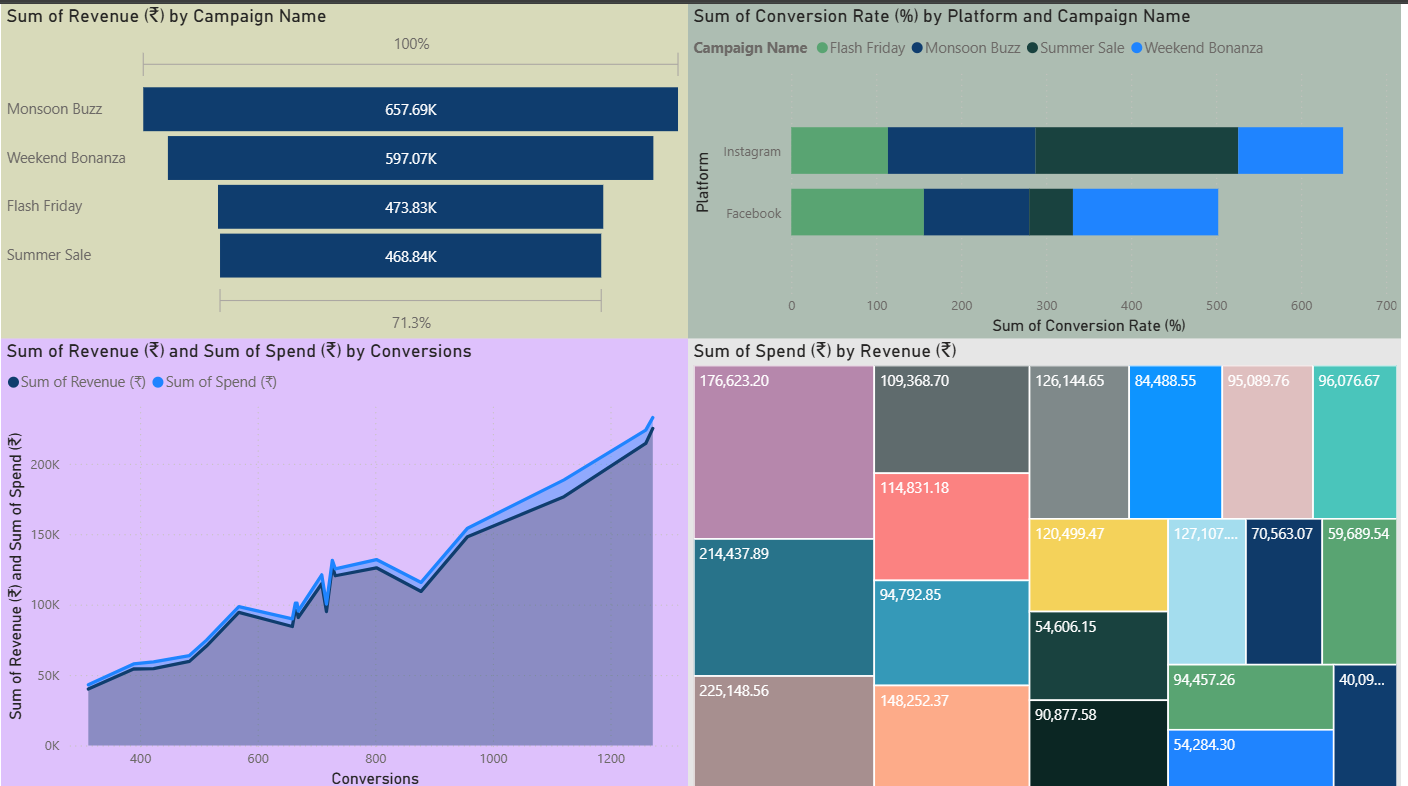 Sum of Revenue (₹) by Campaign Name
100%
Monsoon Buzz
657.69K
Weekend Bonanza
597.07K
Flash Friday
473.83K
Summer Sale
468.84K
71.3%
Sum of Conversion Rate (%) by Platform and Campaign Name
Campaign Name Flash Friday Monsoon Buzz Summer Sale Weekend Bonanza
Platform
Instagram
Facebook
0 100 200 300 400 500 600 700
Sum of Conversion Rate (%)
Sum of Revenue (₹) and Sum of Spend (₹) by Conversions
Sum of Revenue (₹) Sum of Spend (₹)
Sum of Revenue (₹) and Sum of Spend (₹)
200K
150K
100K
50K
0K
400 600 800 1000 1200
Conversions
Sum of Spend (₹) by Revenue (₹)
176,623.20
214,437.89
225,148.56
109,368.70
114,831.18
94,792.85
148,252.37
126,144.65
84,488.55
95,089.76
96,076.67
120,499.47
54,606.15
90,877.58
127,107....
70,563.07
59,689.54
94,457.26
54,284.30
40,09...